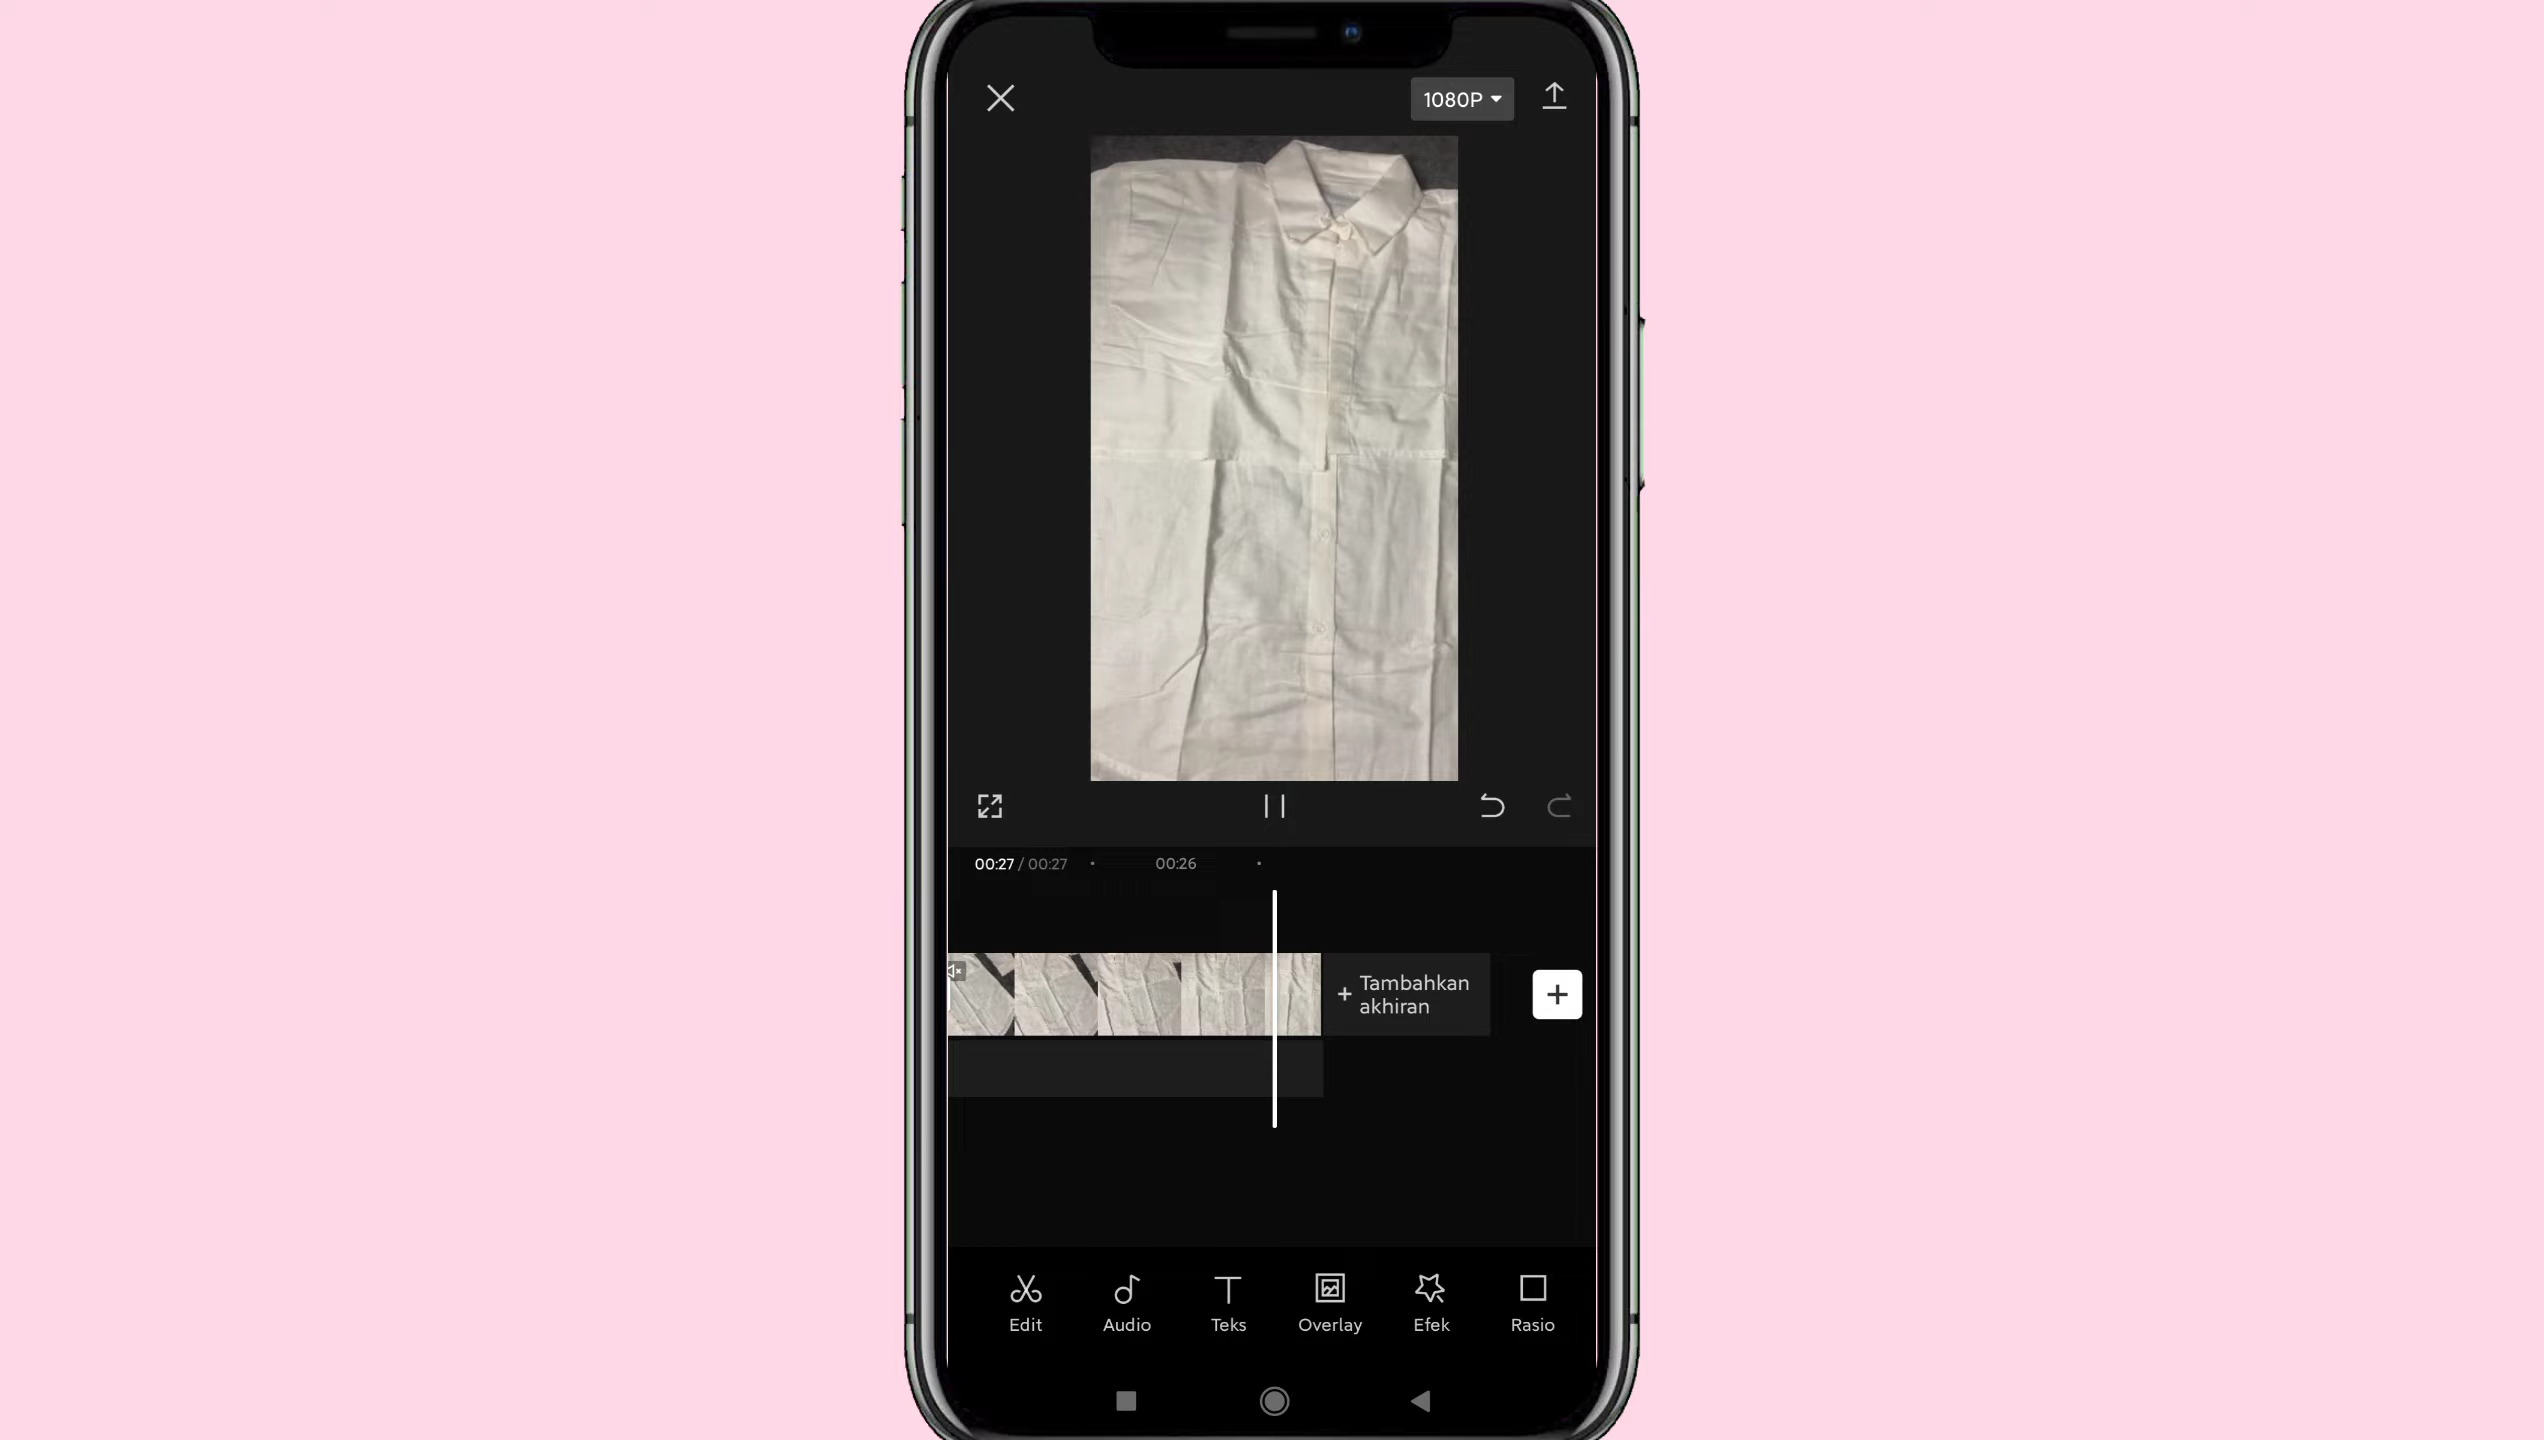 1080P
00:27 / 00:27
00:26
Tambahkan
akhiran
Edit
Audio
Teks
Overlay
Efek
Rasio